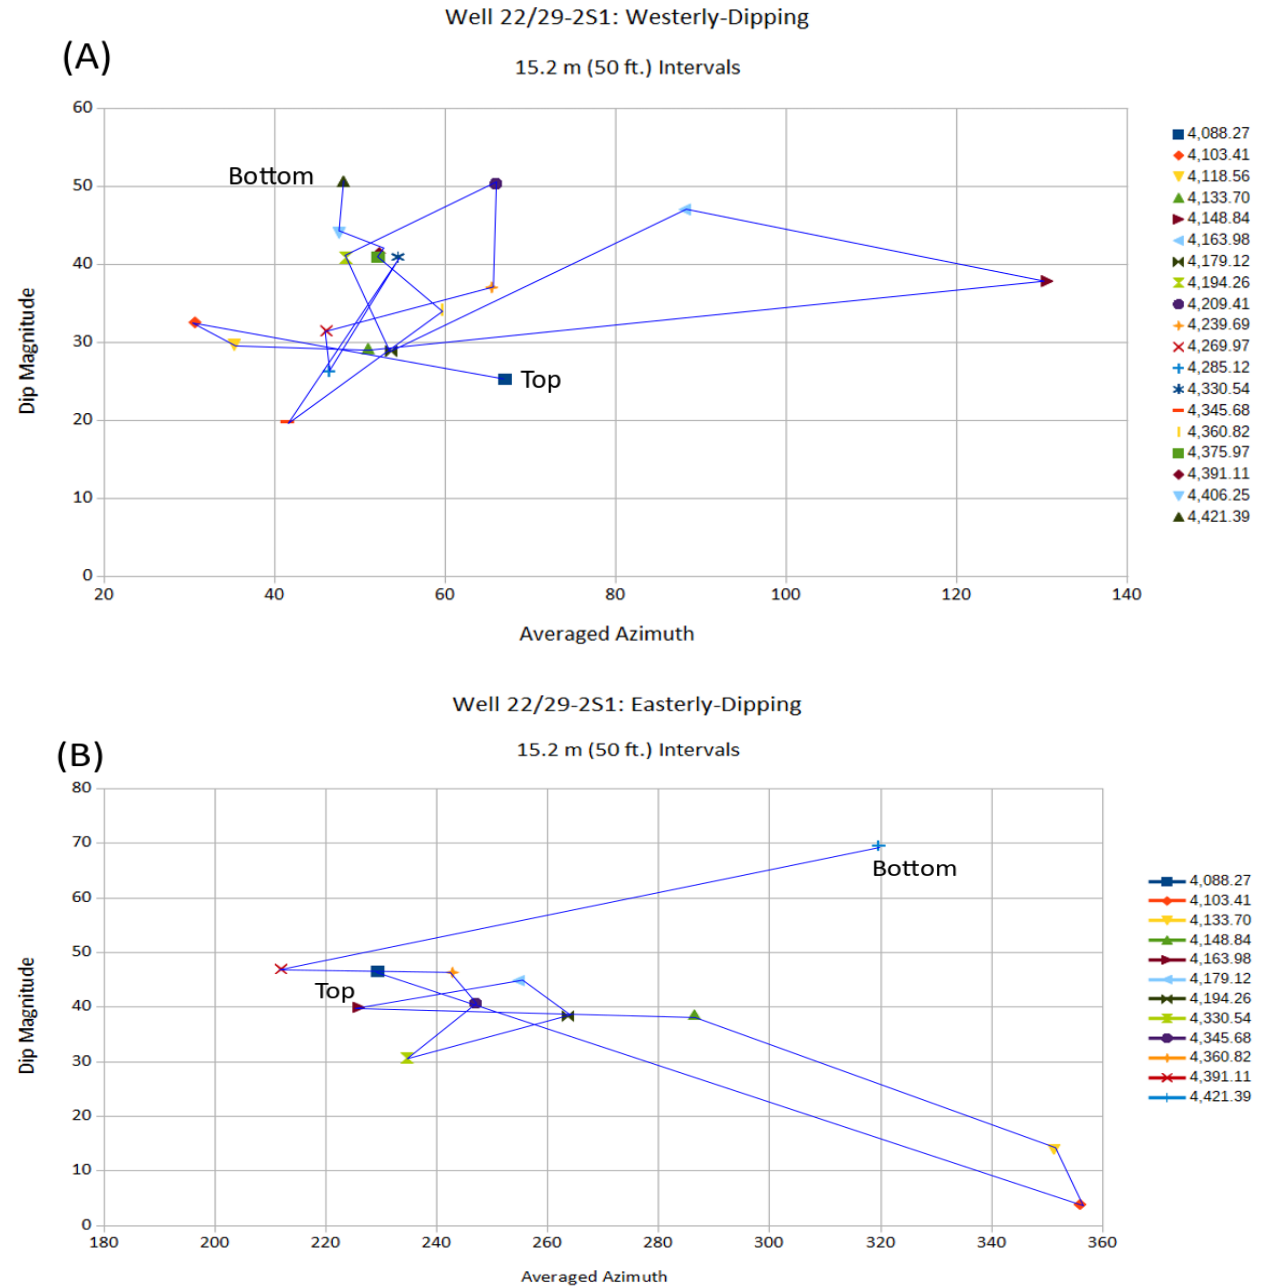 Well 22/29-2S1: Westerly-Dipping
(A)
15.2 m (50 ft.) Intervals
60
50
40
30
20
10
0
Dip Magnitude
Bottom
Top
20 40 60 80 100 120 140
Averaged Azimuth
4,088.27
4,103.41
4,118.56
4,133.70
4,148.84
4,163.98
4,179.12
4,194.26
4,209.41
4,239.69
4,269.97
4,285.12
4,330.54
4,345.68
4,360.82
4,375.97
4,391.11
4,406.25
4,421.39
Well 22/29-2S1: Easterly-Dipping
(B)
15.2 m (50 ft.) Intervals
80
70
60
50
40
30
20
10
0
Dip Magnitude
Bottom
Top
180 200 220 240 260 280 300 320 340 360
Averaged Azimuth
4,088.27
4,103.41
4,133.70
4,148.84
4,163.98
4,179.12
4,194.26
4,330.54
4,345.68
4,360.82
4,391.11
4,421.39